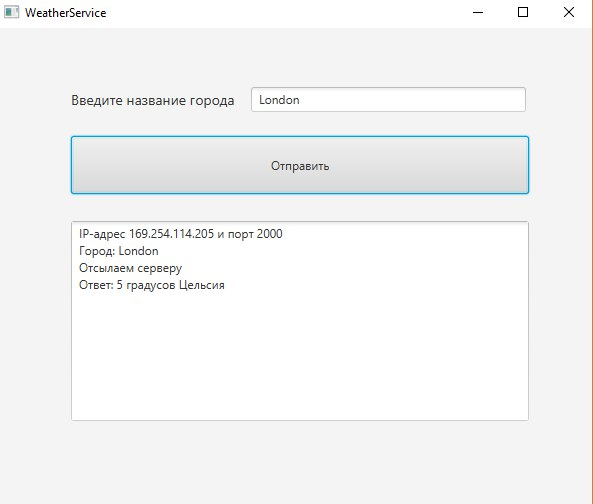 WeatherService
Введите название города London
Отправить
IP-адрес 169.254.114.205 и порт 2000
Город: London
Отсылаем серверу
Ответ: 5 градусов Цельсия